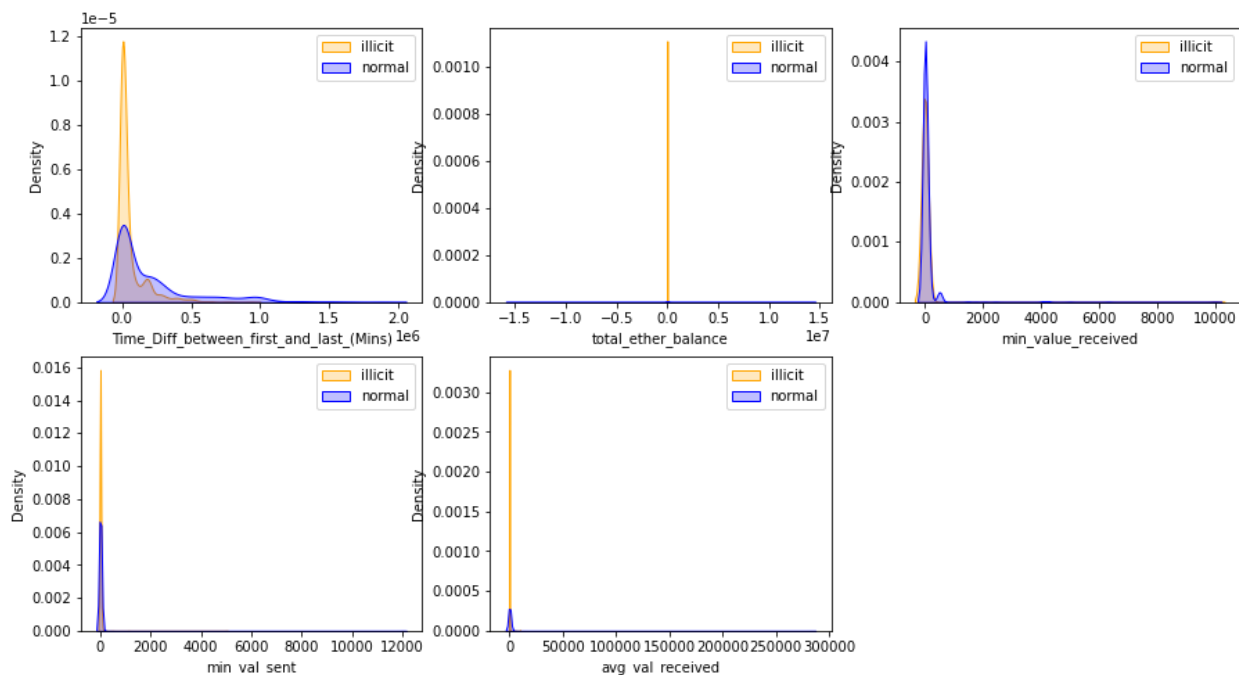 1e−5
1.2
1.0
0.8
0.6
0.4
0.2
0.0
Density
illicit
normal
0.0 0.5 1.0 1.5 2.0
Time_Diff_between_first_and_last_(Mins) 1e6
0.0010
0.0008
0.0006
0.0004
0.0002
0.0000
Density
illicit
normal
−1.5 −1.0 −0.5 0.0 0.5 1.0 1.5
total_ether_balance 1e7
0.004
0.003
0.002
0.001
0.000
Density
illicit
normal
0 2000 4000 6000 8000 10000
min_value_received
0.016
0.014
0.012
0.010
0.008
0.006
0.004
0.002
0.000
Density
illicit
normal
0 2000 4000 6000 8000 10000 12000
min_val_sent
0.0030
0.0025
0.0020
0.0015
0.0010
0.0005
0.0000
Density
illicit
normal
0 50000 100000 150000 200000 250000 300000
avg_val_received